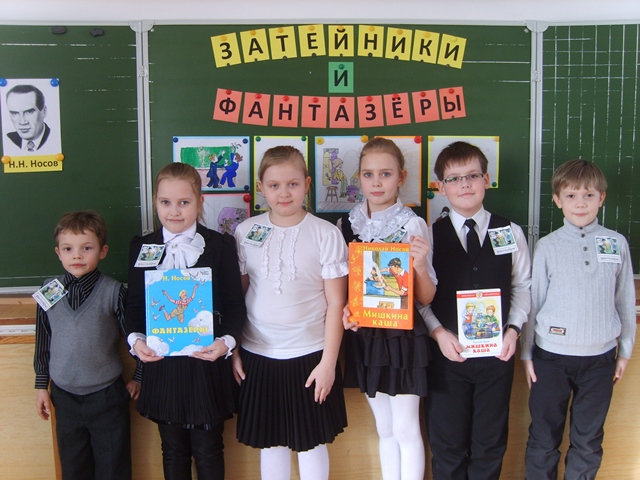 ЗАТЕЙНИКИ
И
ФАНТАЗЁРЫ
Н.Н. Носов
Н. Носов
ФАНТАЗЁРЫ
Николай Носов
Мишкина
каша
МИШКИНА
КАША